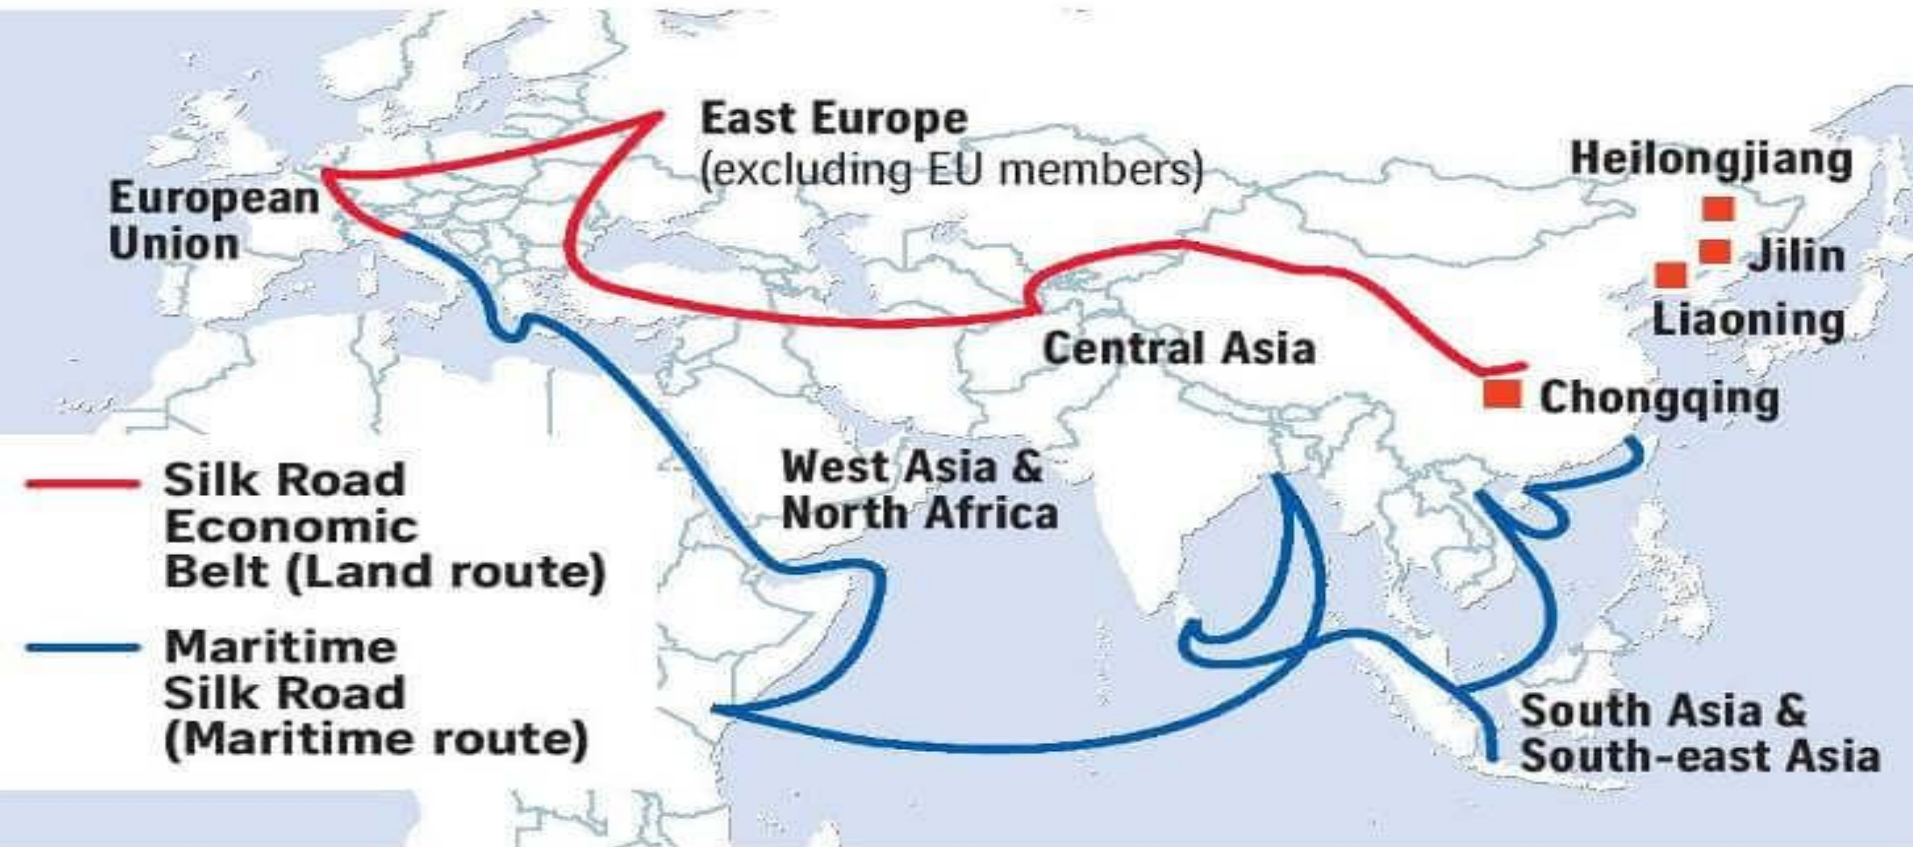 East Europe
(excluding EU members)
Heilongjiang
European
Union
Jilin
Liaoning
Central Asia
Chongqing
West Asia &
North Africa
Silk Road
Economic
Belt (Land route)
Maritime
Silk Road
(Maritime route)
South Asia &
South-east Asia